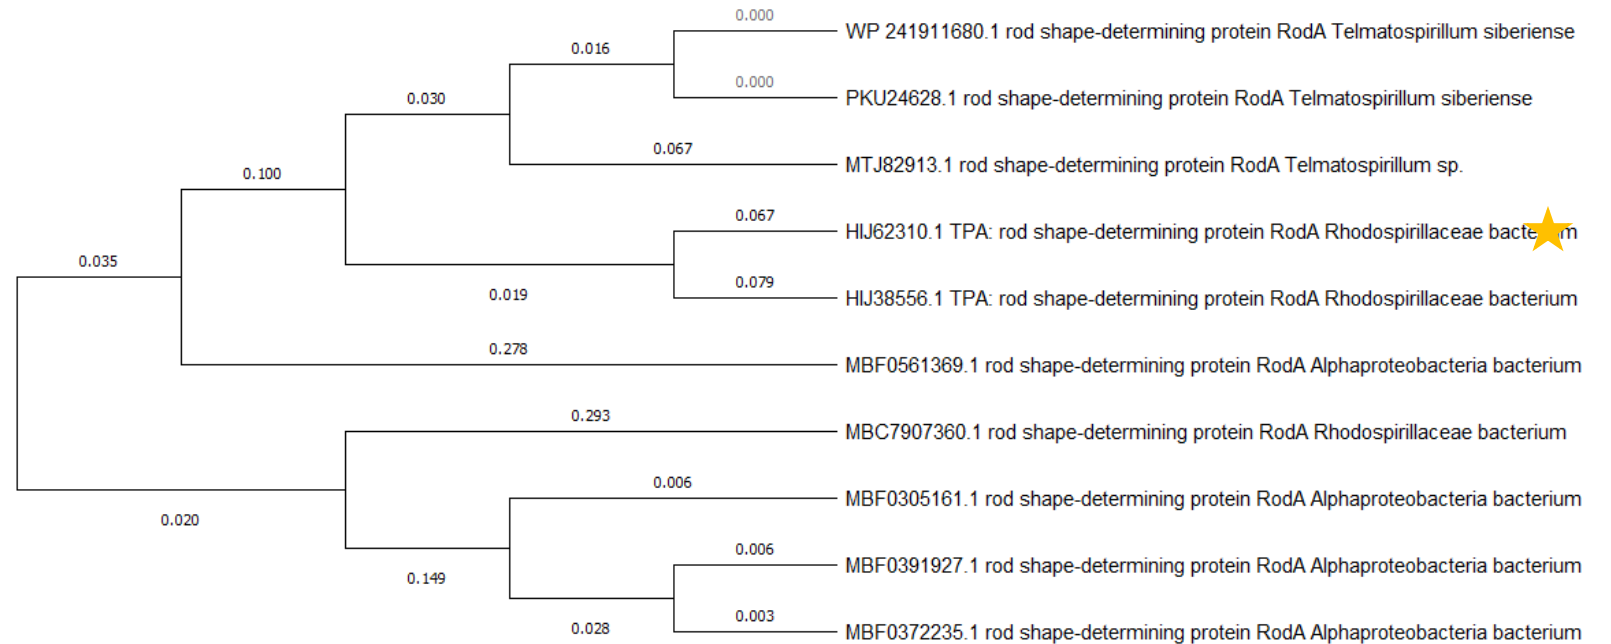 0.000
WP 241911680.1 rod shape-determining protein RodA Telmatospirillum siberiense
0.016
0.000
PKU24628.1 rod shape-determining protein RodA Telmatospirillum siberiense
0.030
0.067
MTJ82913.1 rod shape-determining protein RodA Telmatospirillum sp.
0.100
0.067
HIJ62310.1 TPA: rod shape-determining protein RodA Rhodospirillaceae bacterium
0.035
0.019
0.079
HIJ38556.1 TPA: rod shape-determining protein RodA Rhodospirillaceae bacterium
0.278
MBF0561369.1 rod shape-determining protein RodA Alphaproteobacteria bacterium
0.293
MBC7907360.1 rod shape-determining protein RodA Rhodospirillaceae bacterium
0.020
0.006
MBF0305161.1 rod shape-determining protein RodA Alphaproteobacteria bacterium
0.149
0.006
MBF0391927.1 rod shape-determining protein RodA Alphaproteobacteria bacterium
0.028
0.003
MBF0372235.1 rod shape-determining protein RodA Alphaproteobacteria bacterium